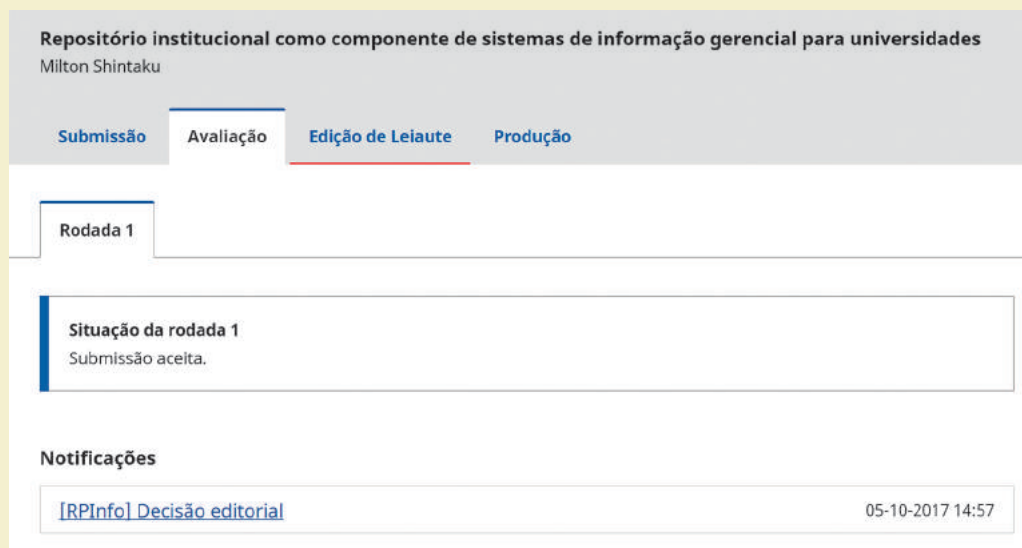 Repositório institucional como componente de sistemas de informação gerencial para universidades
Milton Shintaku
Submissão Avaliação Edição de Leiaute Produção
Rodada 1
Situação da rodada 1
Submissão aceita.
Notificações
[RPInfo] Decisão editorial 05-10-2017 14:57